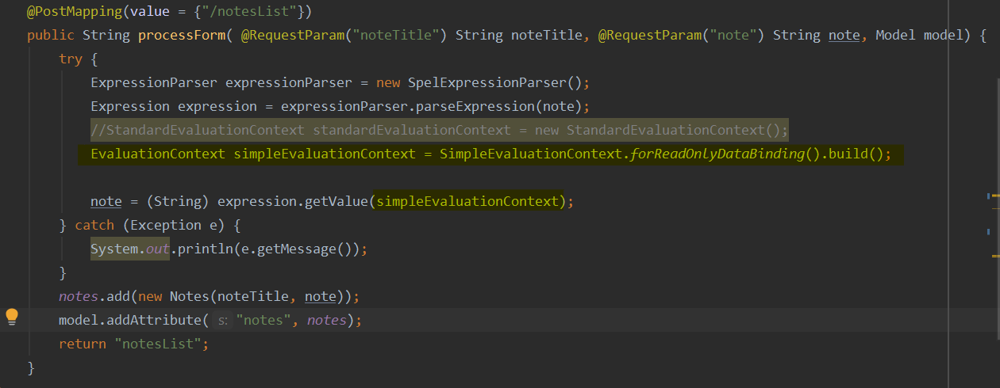 @PostMapping(value = {"/notesList"})
public String processForm( @RequestParam("noteTitle") String noteTitle, @RequestParam("note") String note, Model model) {
try {
ExpressionParser expressionParser = new SpelExpressionParser();
Expression expression = expressionParser.parseExpression(note);
//StandardEvaluationContext standardEvaluationContext = new StandardEvaluationContext();
EvaluationContext simpleEvaluationContext = SimpleEvaluationContext.forReadOnlyDataBinding().build();
note = (String) expression.getValue(simpleEvaluationContext);
} catch (Exception e) {
System.out.println(e.getMessage());
}
notes.add(new Notes(noteTitle, note));
model.addAttribute( s: "notes", notes);
return "notesList";
}